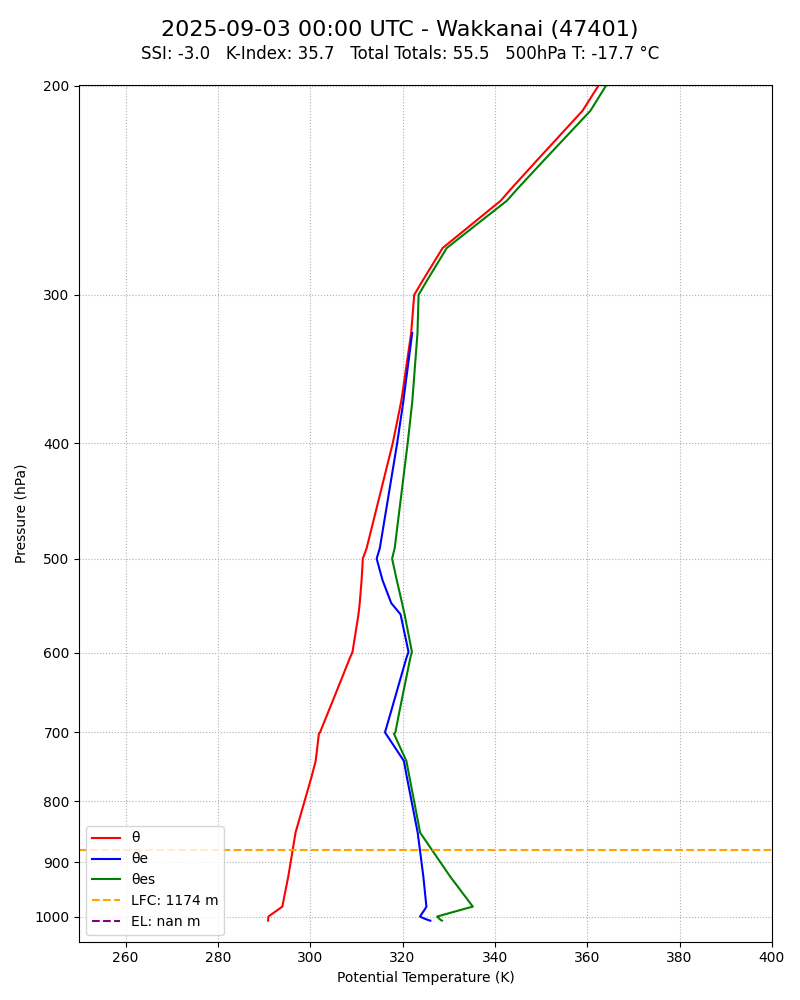 2025-09-03 00:00 UTC - Wakkanai (47401)
SSI: -3.0 K-Index: 35.7 Total Totals: 55.5 500hPa T: -17.7 °C
200
300
400
500
600
700
800
900
1000
Pressure (hPa)
θ
θe
θes
LFC: 1174 m
EL: nan m
260 280 300 320 340 360 380 400
Potential Temperature (K)